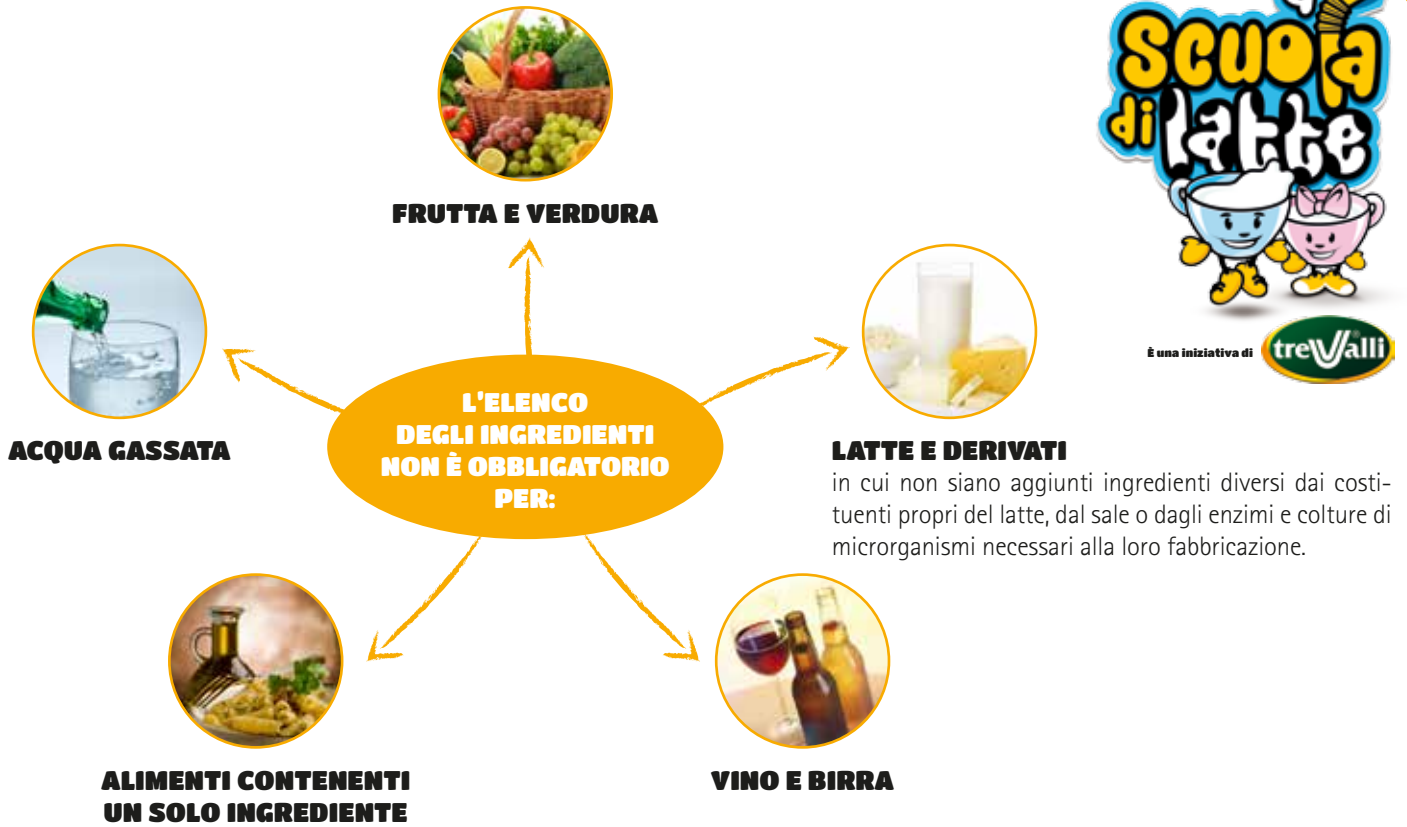 Scuola
di latte
È una iniziativa di
treValli
FRUTTA E VERDURA
ACQUA GASSATA
L'ELENCO
DEGLI INGREDIENTI
NON È OBBLIGATORIO
PER:
LATTE E DERIVATI
in cui non siano aggiunti ingredienti diversi dai costi-
tuenti propri del latte, dal sale o dagli enzimi e colture di
microrganismi necessari alla loro fabbricazione.
ALIMENTI CONTENENTI
UN SOLO INGREDIENTE
VINO E BIRRA